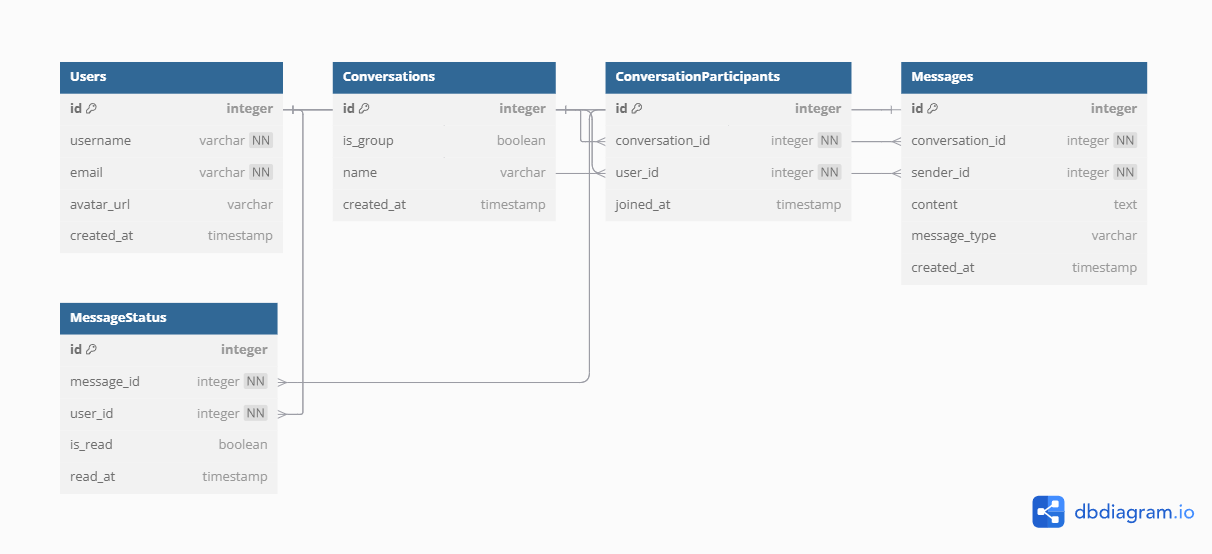 Users
id integer
username varchar NN
email varchar NN
avatar_url varchar
created_at timestamp
Conversations
id integer
is_group boolean
name varchar
created_at timestamp
ConversationParticipants
id integer
conversation_id integer NN
user_id integer NN
joined_at timestamp
Messages
id integer
conversation_id integer NN
sender_id integer NN
content text
message_type varchar
created_at timestamp
MessageStatus
id integer
message_id integer NN
user_id integer NN
is_read boolean
read_at timestamp
dbdiagram.io